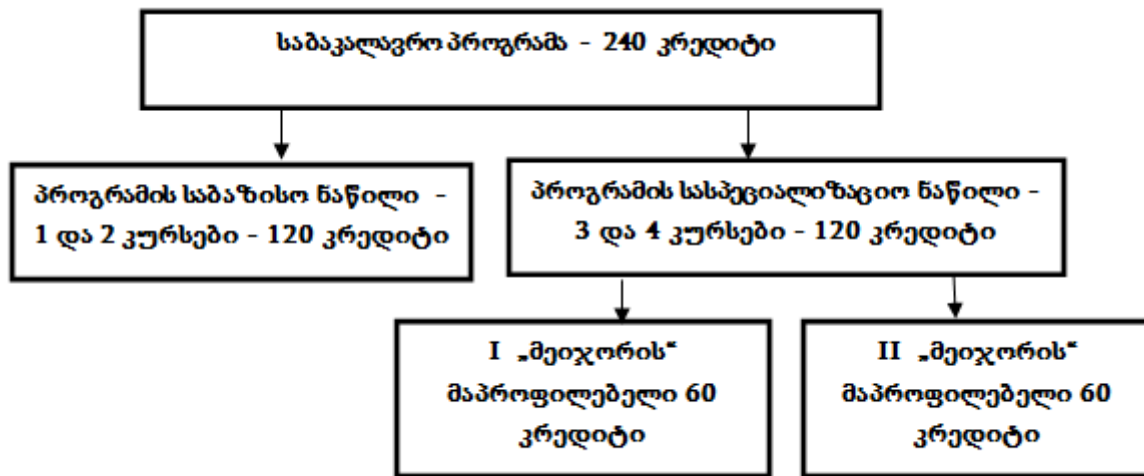 საბაკალავრო პროგრამა - 240 კრედიტი
პროგრამის საბაზისო ნაწილი -
1 და 2 კურსები - 120 კრედიტი
პროგრამის სასპეციალიზაციო ნაწილი -
3 და 4 კურსები - 120 კრედიტი
I „მეიჯორის“
მაპროფილებელი 60
კრედიტი
II „მეიჯორის“
მაპროფილებელი 60
კრედიტი